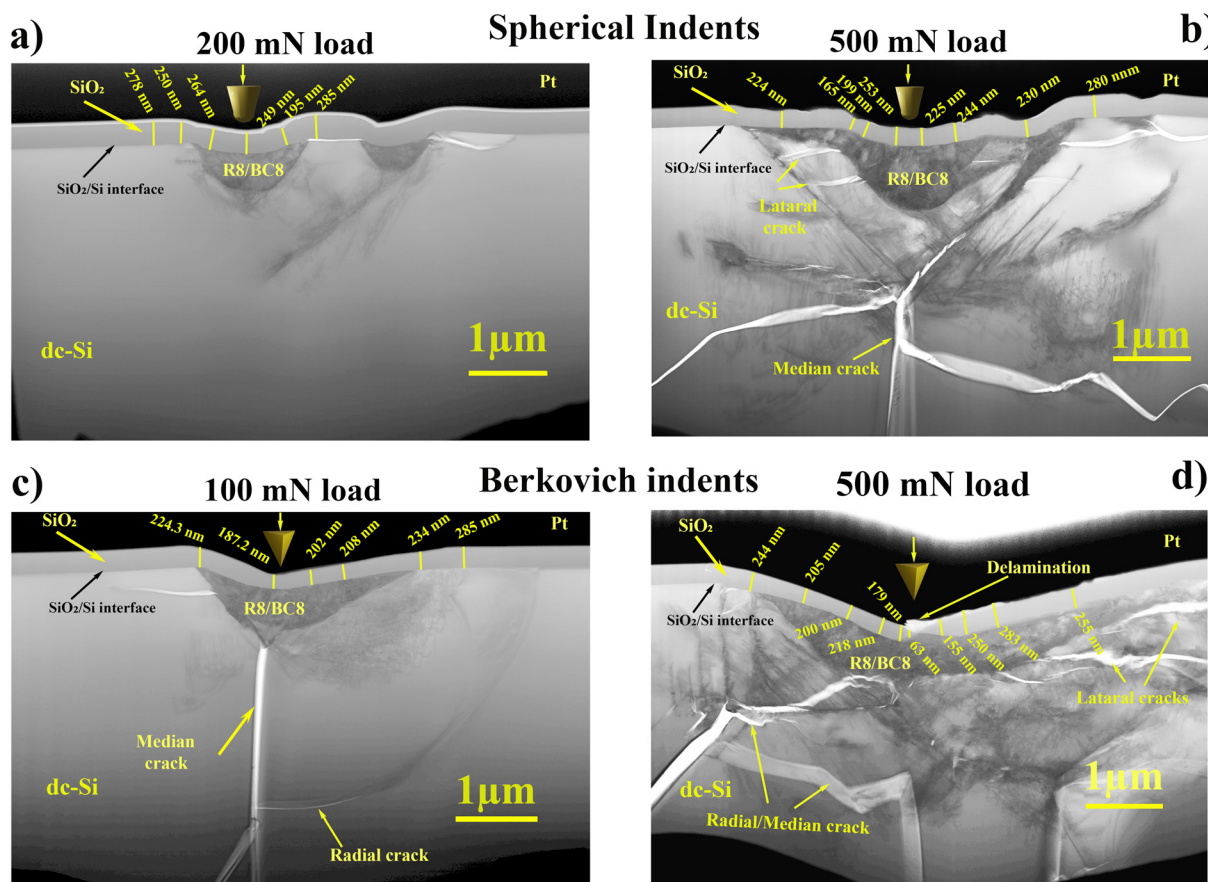 Spherical Indents
a)
200 mN load
500 mN load
b)
SiO₂
278 nm
250 nm
264 nm
249 nm
195 nm
285 nm
Pt
SiO₂/Si interface
R8/BC8
dc-Si
1µm
SiO₂
224 nm
165 nm
199 nm
253 nm
225 nm
244 nm
230 nm
280 nnm
Pt
SiO₂/Si interface
R8/BC8
Lataral
crack
dc-Si
Median crack
1µm
Berkovich indents
c)
100 mN load
500 mN load
d)
SiO₂
224.3 nm
187.2 nm
202 nm
208 nm
234 nm
285 nm
Pt
SiO₂/Si interface
R8/BC8
Median
crack
dc-Si
1µm
Radial crack
SiO₂
244 nm
205 nm
179 nm
Delamination
Pt
SiO₂/Si interface
200 nm
218 nm
63 nm
155 nm
250 nm
283 nm
255 nm
R8/BC8
Lataral cracks
dc-Si
1µm
Radial/Median crack